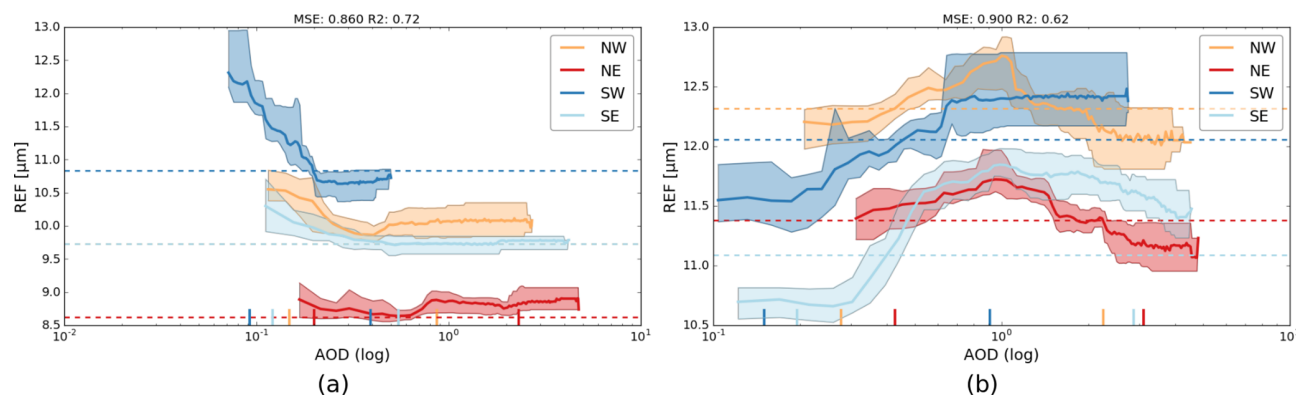 MSE: 0.860 R2: 0.72
13.0
12.5
12.0
11.5
11.0
10.5
10.0
9.5
9.0
8.5
REF [µm]
NW
NE
SW
SE
10⁻² 10⁻¹ 10⁰ 10¹
AOD (log)
(a)
MSE: 0.900 R2: 0.62
13.0
12.5
12.0
11.5
11.0
10.5
REF [µm]
NW
NE
SW
SE
10⁻¹ 10⁰
AOD (log)
(b)